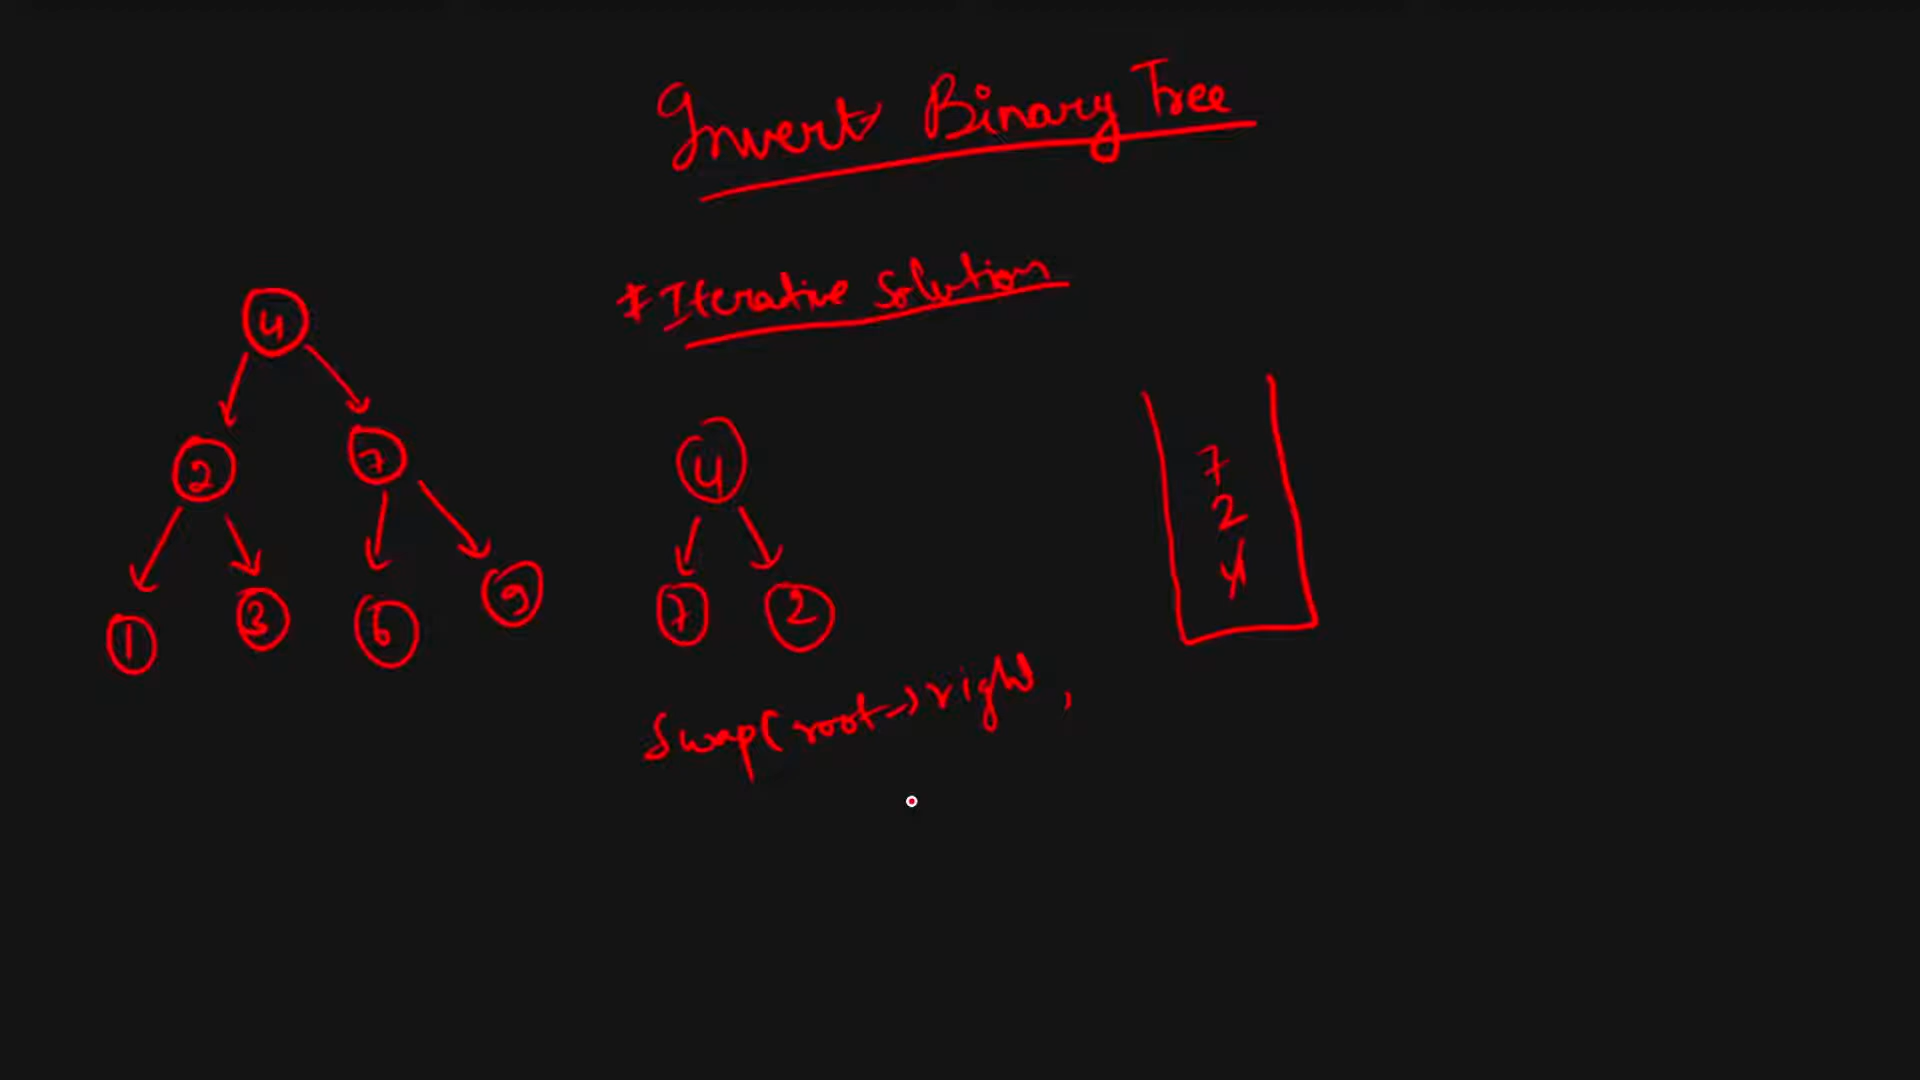 Invert Binary Tree
* Iterative Solution
4
2 7
1 3 6 9
4
7 2
7
2
4
Swap(root->right,